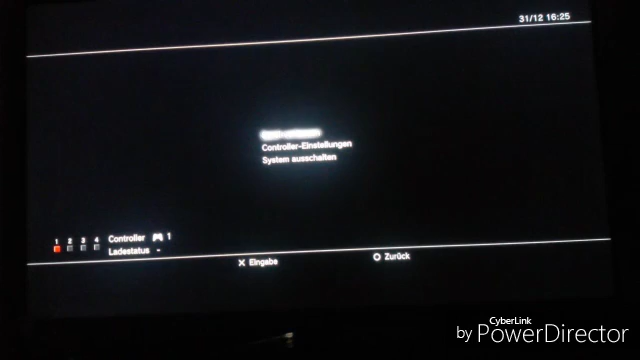 31/12 16:25
Controller-Einstellungen
System ausschalten
1 2 3 4 Controller 1
Ladestatus -
Eingabe Zurück
CyberLink
by PowerDirector